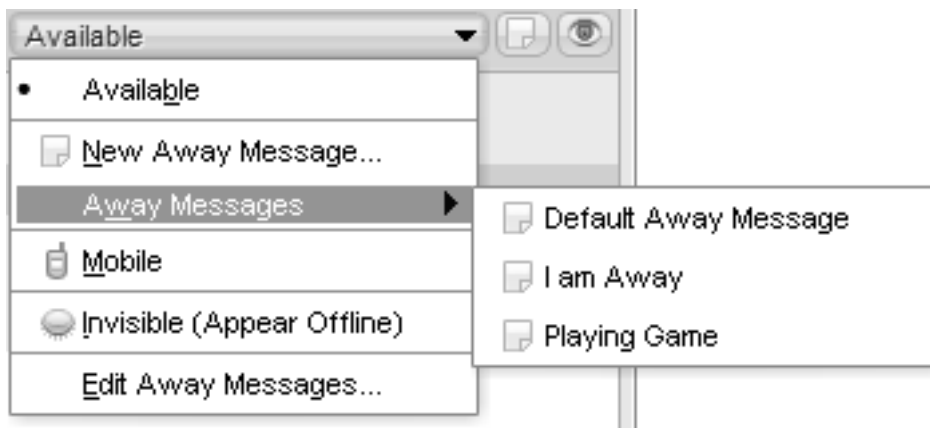 Available
Available
New Away Message...
Away Messages
Default Away Message
I am Away
Mobile
Invisible (Appear Offline)
Playing Game
Edit Away Messages...